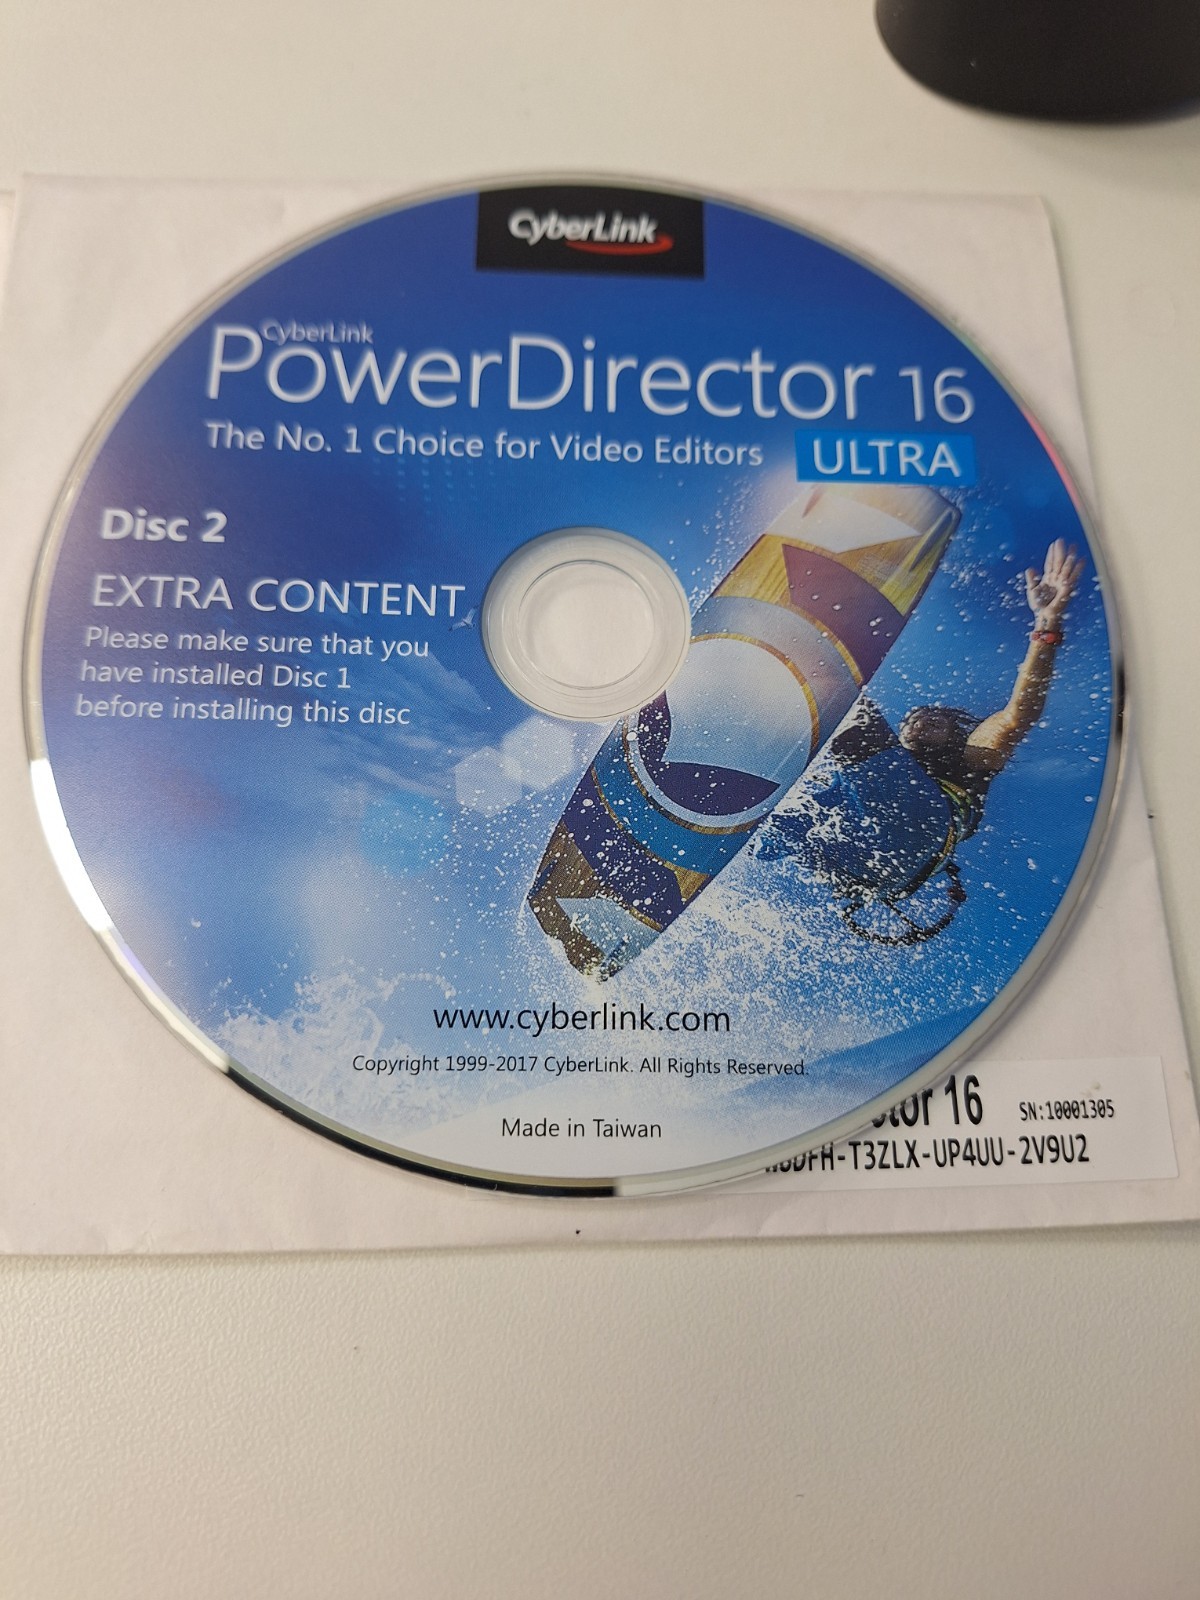 CyberLink
CyberLink
PowerDirector 16
The No. 1 Choice for Video Editors ULTRA
Disc 2
EXTRA CONTENT
Please make sure that you
have installed Disc 1
before installing this disc
www.cyberlink.com
Copyright 1999-2017 CyberLink. All Rights Reserved.
Made in Taiwan
16 SN:10001305
-T3ZLX-UP4UU-2V9U2